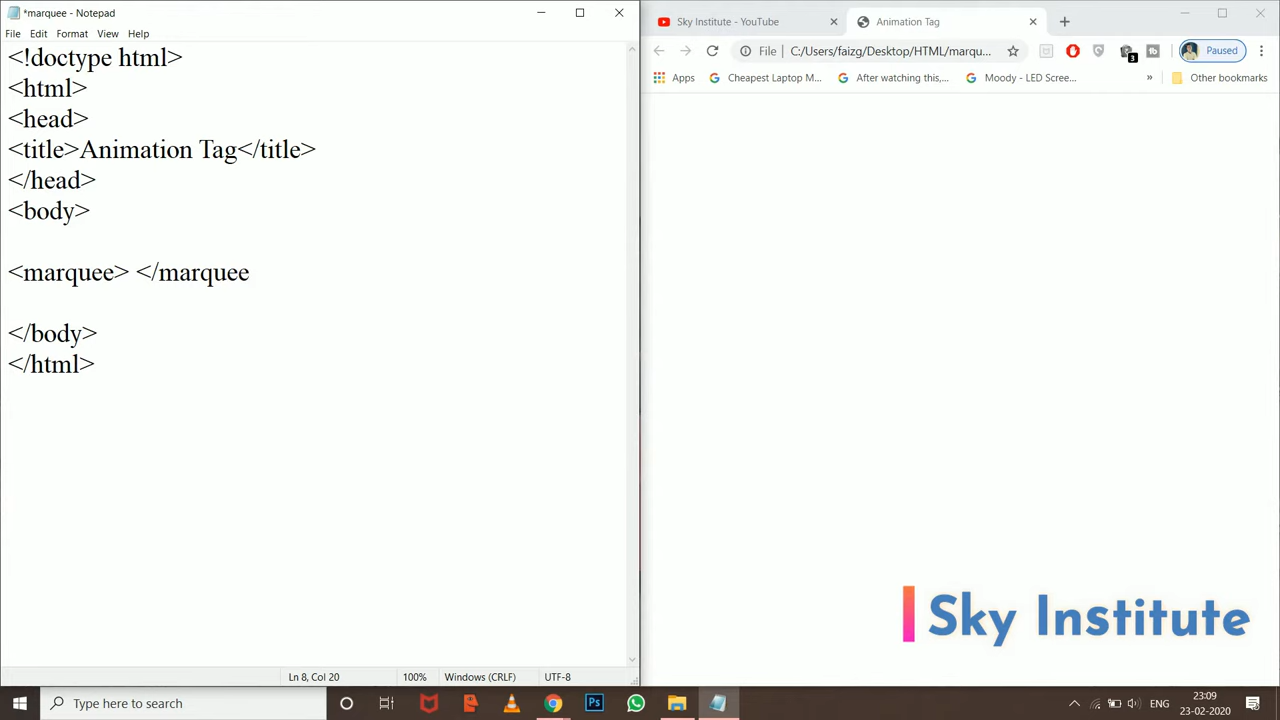 *marquee - Notepad
File Edit Format View Help
<!doctype html>
<html>
<head>
<title>Animation Tag</title>
</head>
<body>
<marquee> </marquee
</body>
</html>
Ln 8, Col 20 100% Windows (CRLF) UTF-8
Sky Institute - YouTube
Animation Tag
File C:/Users/faizg/Desktop/HTML/marqu...
3
Paused
Apps Cheapest Laptop M... After watching this,... Moody - LED Scree... » Other bookmarks
Sky Institute
Type here to search
Ps
ENG
23:09
23-02-2020